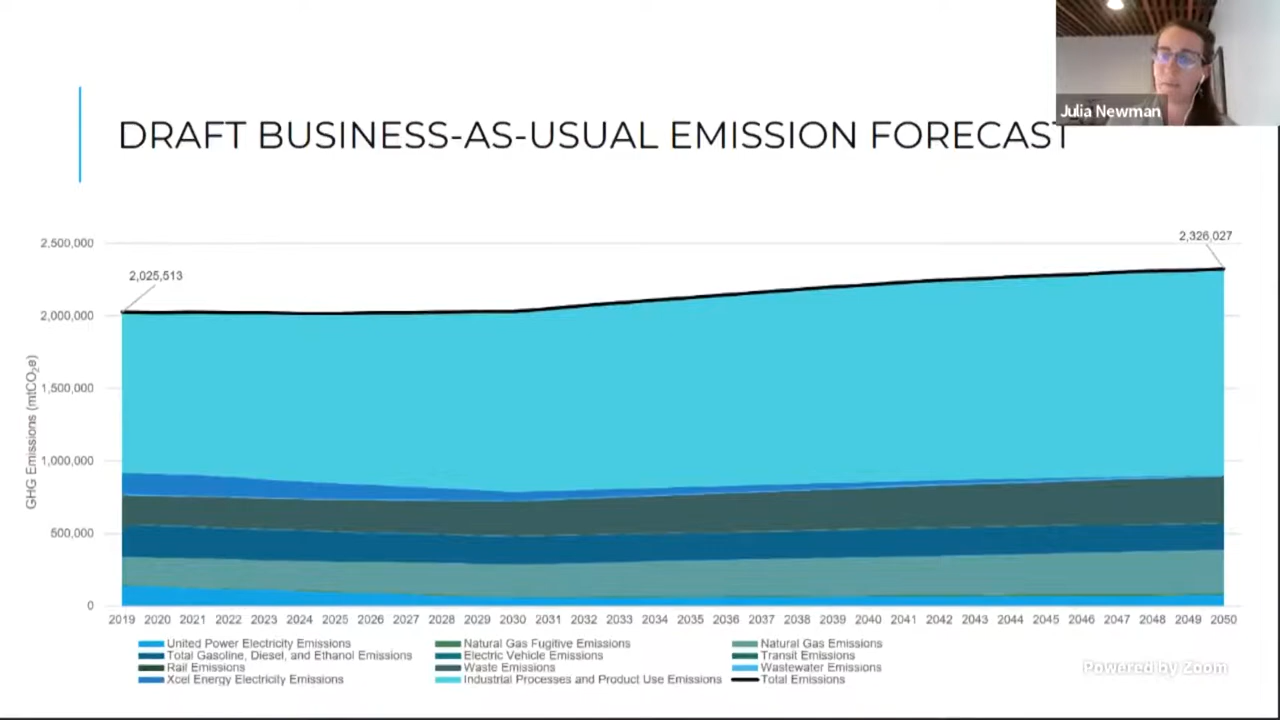 Julia Newman
DRAFT BUSINESS-AS-USUAL EMISSION FORECAST
2,326,027
2,025,513
GHG Emissions (mtCO₂e)
2,500,000
2,000,000
1,500,000
1,000,000
500,000
0
2019 2020 2021 2022 2023 2024 2025 2026 2027 2028 2029 2030 2031 2032 2033 2034 2035 2036 2037 2038 2039 2040 2041 2042 2043 2044 2045 2046 2047 2048 2049 2050
United Power Electricity Emissions Natural Gas Fugitive Emissions Natural Gas Emissions
Total Gasoline, Diesel, and Ethanol Emissions Electric Vehicle Emissions Transit Emissions
Rail Emissions Waste Emissions Wastewater Emissions
Xcel Energy Electricity Emissions Industrial Processes and Product Use Emissions Total Emissions
Powered by Zoom